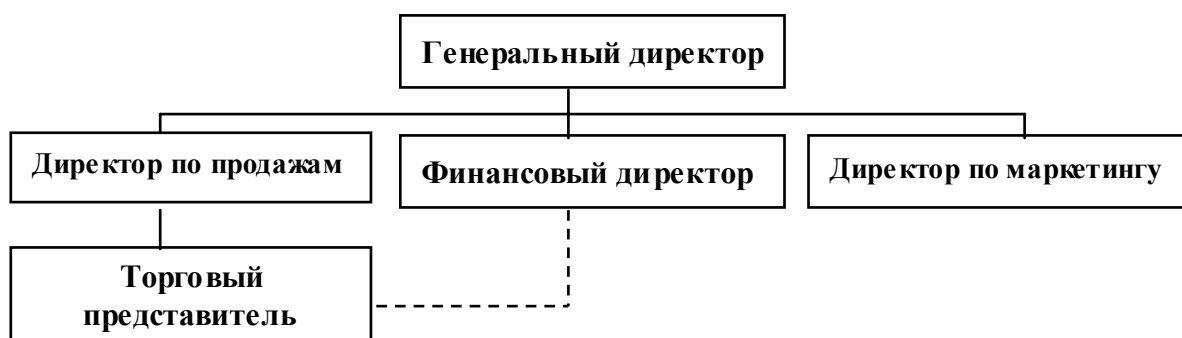 Генеральный директор
Директор по продажам
Финансовый директор
Директор по маркетингу
Торговый
представитель